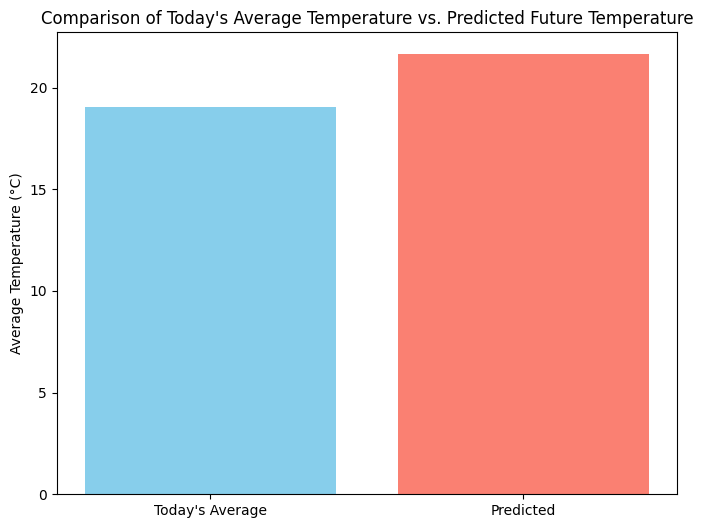 Comparison of Today's Average Temperature vs. Predicted Future Temperature
Average Temperature (°C)
20
15
10
5
0
Today's Average
Predicted